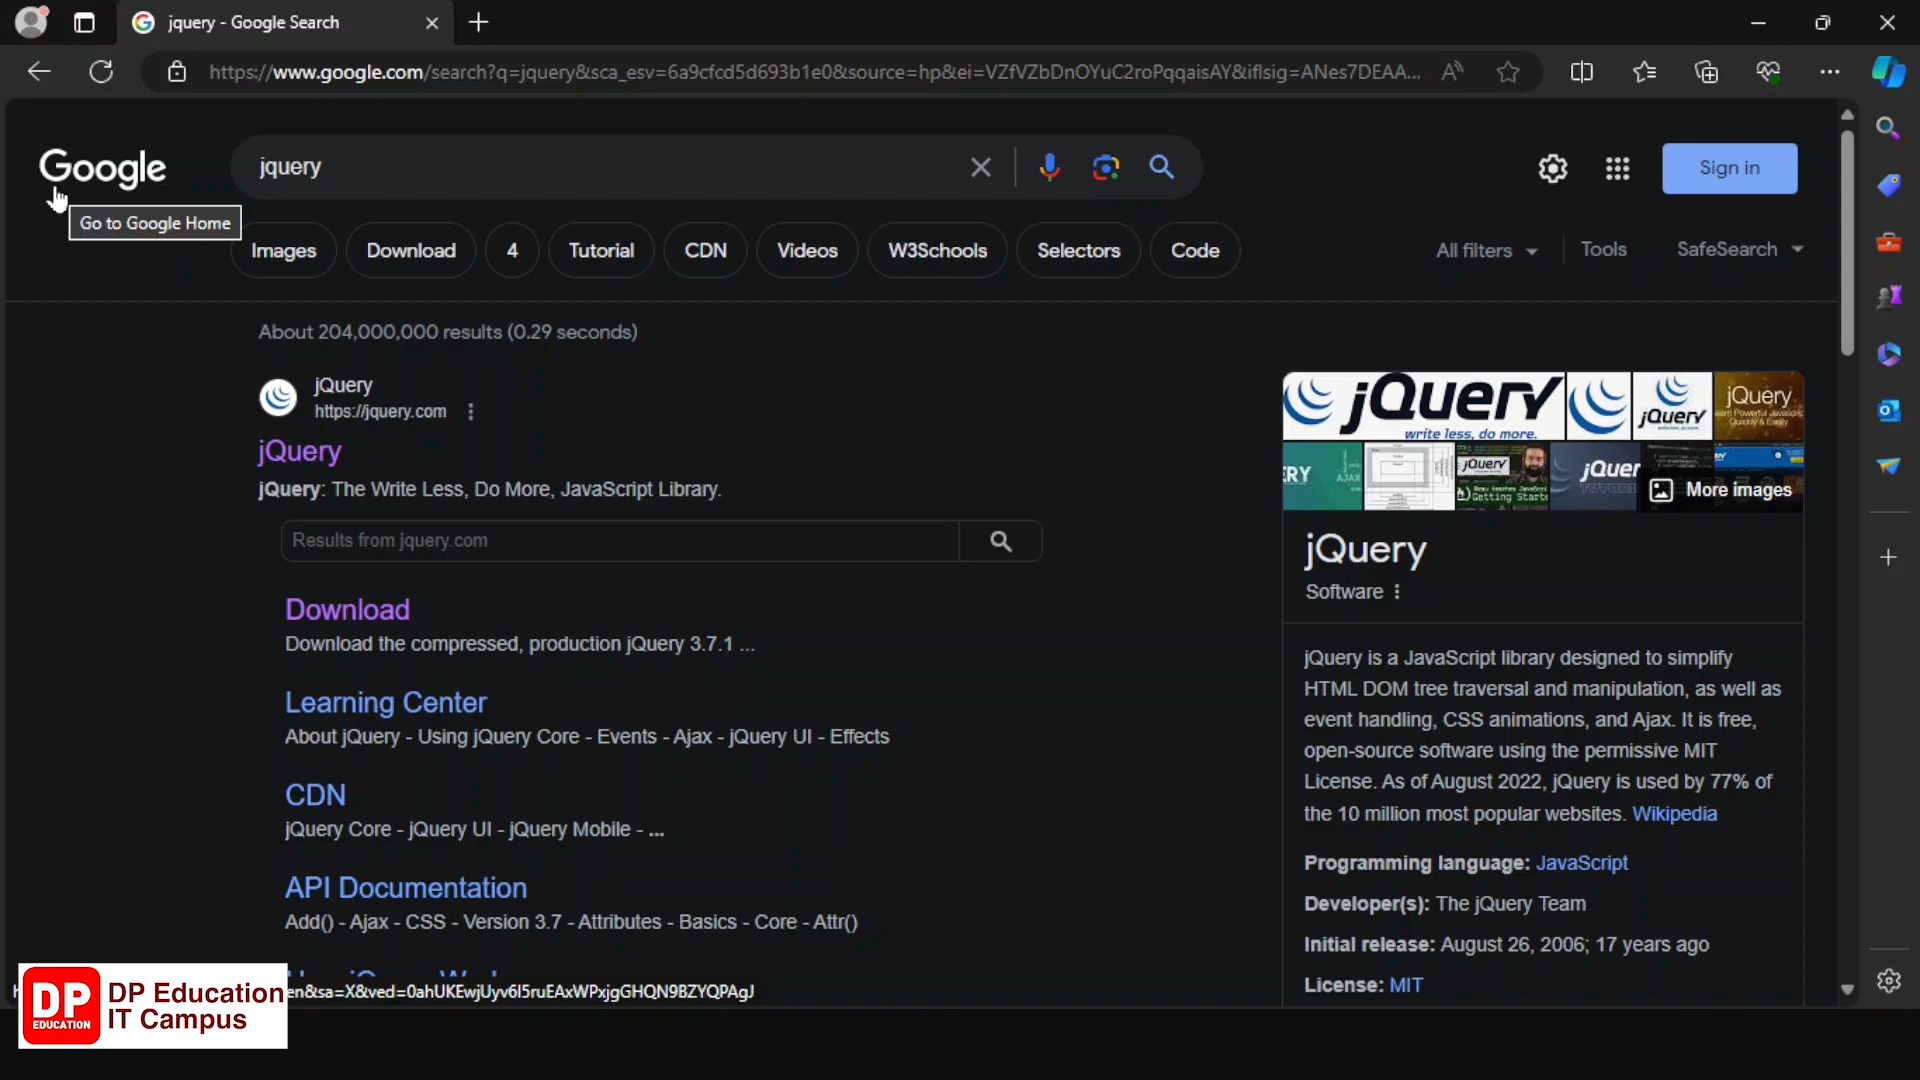 jquery - Google Search
https://www.google.com/search?q=jquery&sca_esv=6a9cfcd5d693b1e0&source=hp&ei=VZfVZbDnOYuC2roPqqaisAY&iflsig=ANes7DEAA...
Google
jquery
Sign in
Go to Google Home
Images
Download
4
Tutorial
CDN
Videos
W3Schools
Selectors
Code
All filters
Tools
SafeSearch
About 204,000,000 results (0.29 seconds)
jQuery
https://jquery.com
jQuery
jQuery: The Write Less, Do More, JavaScript Library.
Results from jquery.com
Download
Download the compressed, production jQuery 3.7.1 ...
Learning Center
About jQuery - Using jQuery Core - Events - Ajax - jQuery UI - Effects
CDN
jQuery Core - jQuery UI - jQuery Mobile - ...
API Documentation
Add() - Ajax - CSS - Version 3.7 - Attributes - Basics - Core - Attr()
en&sa=X&ved=0ahUKEwjUyv6I5ruEAxWPxjgGHQN9BZYQPAgJ
jQuery
write less, do more.
jQuery
jQuery
More images
jQuery
Software
jQuery is a JavaScript library designed to simplify
HTML DOM tree traversal and manipulation, as well as
event handling, CSS animations, and Ajax. It is free,
open-source software using the permissive MIT
License. As of August 2022, jQuery is used by 77% of
the 10 million most popular websites. Wikipedia
Programming language: JavaScript
Developer(s): The jQuery Team
Initial release: August 26, 2006; 17 years ago
License: MIT
DP
EDUCATION
DP Education
IT Campus